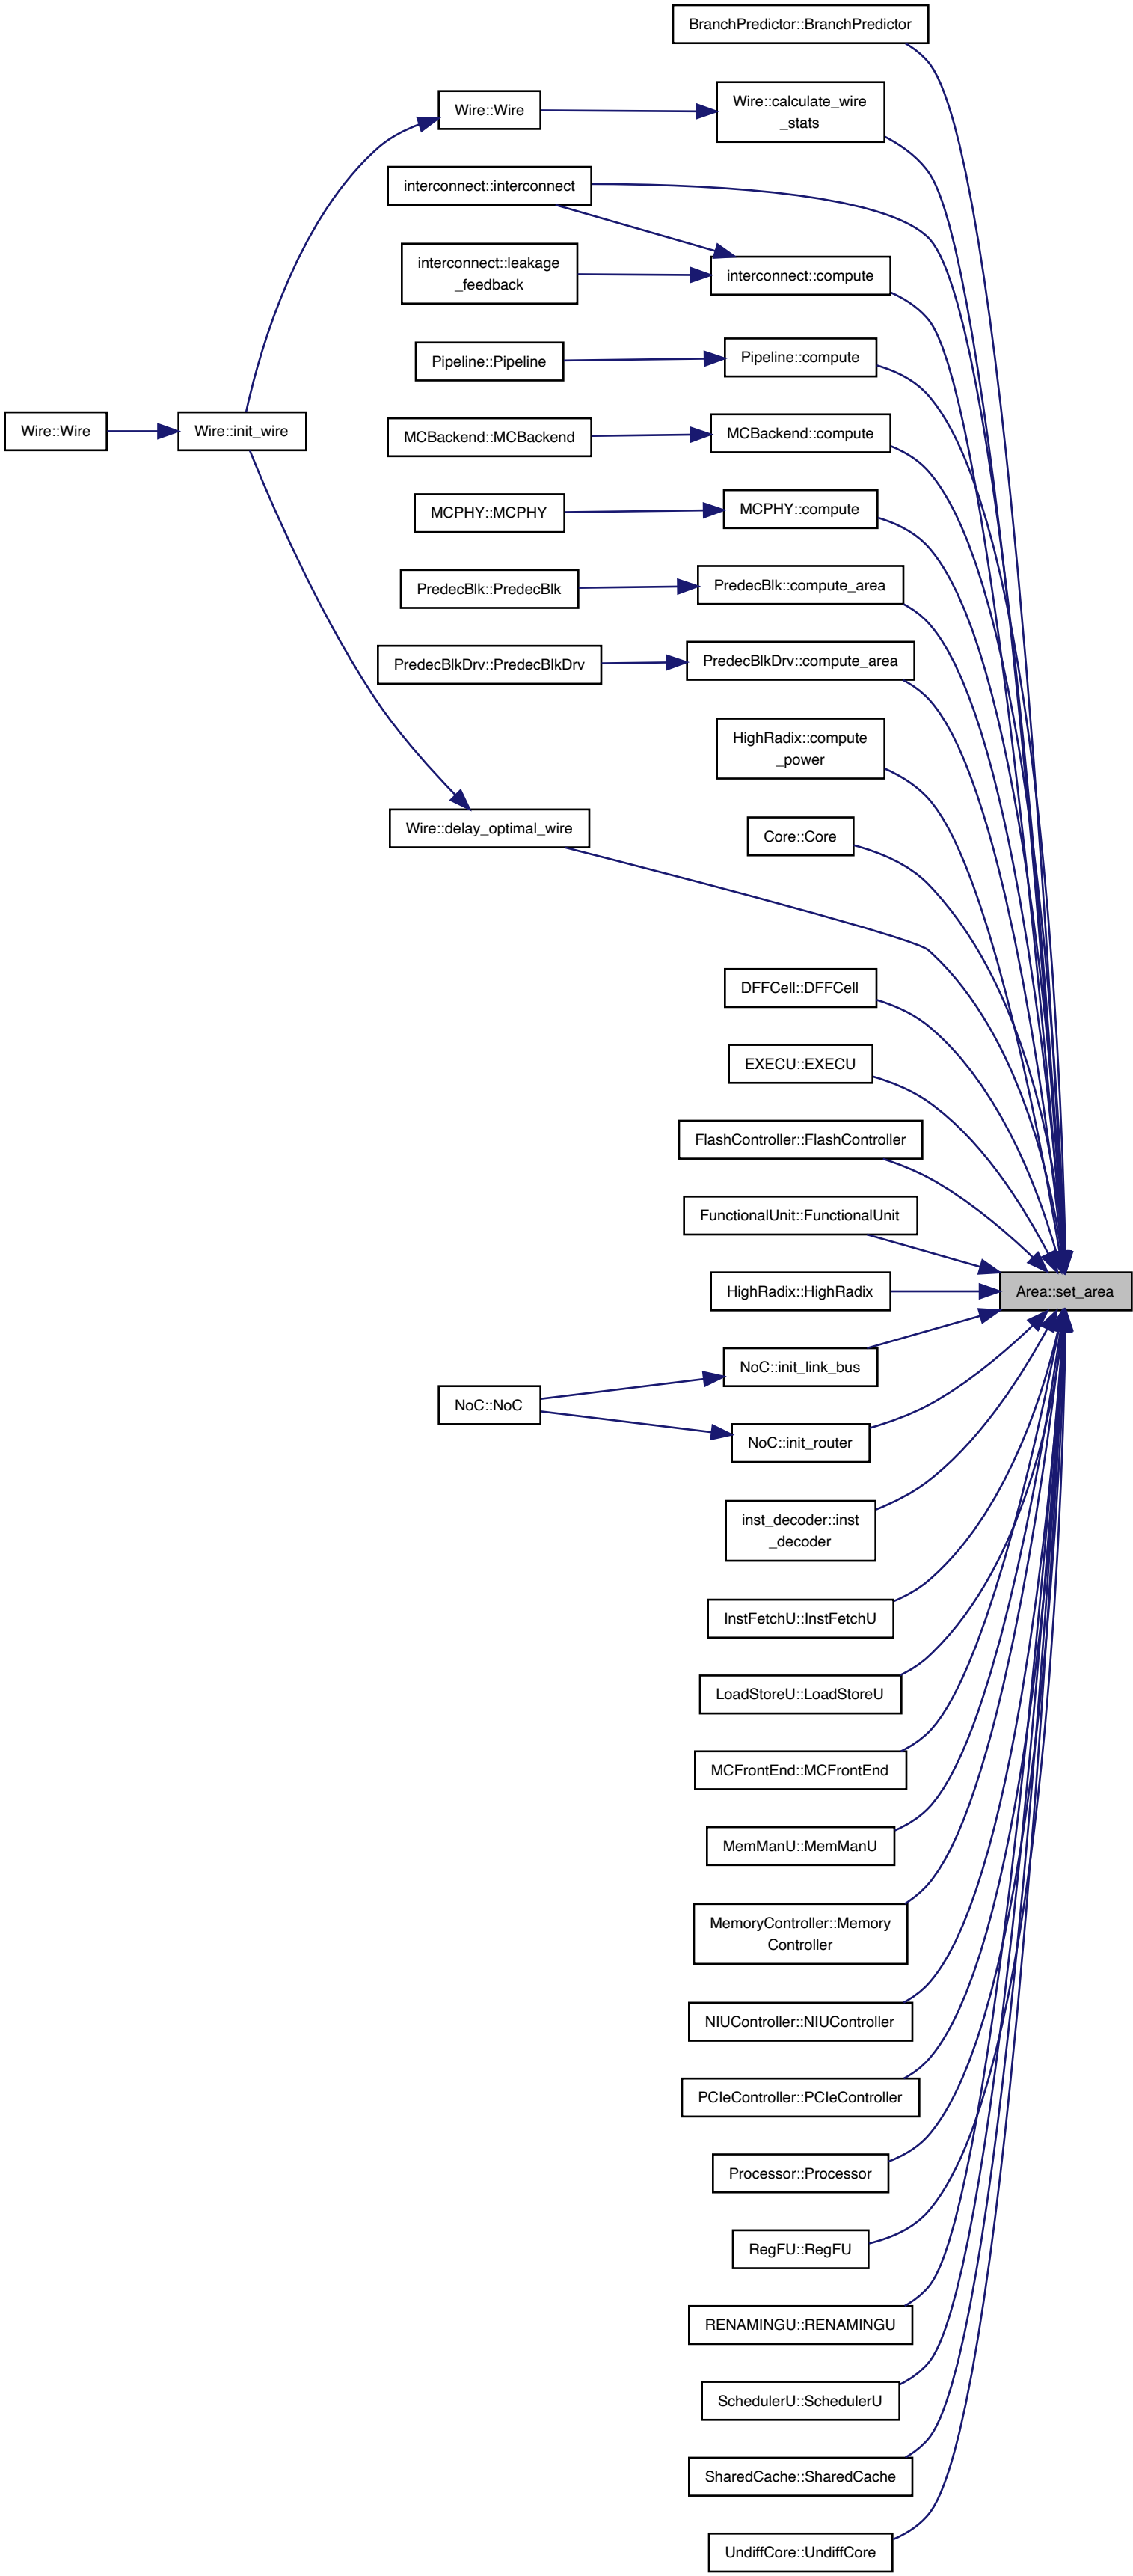 BranchPredictor::BranchPredictor
Wire::calculate_wire
_stats
Wire::Wire
interconnect::interconnect
interconnect::leakage
_feedback
interconnect::compute
Pipeline::Pipeline
Pipeline::compute
Wire::Wire
Wire::init_wire
MCBackend::MCBackend
MCBackend::compute
MCPHY::MCPHY
MCPHY::compute
PredecBlk::PredecBlk
PredecBlk::compute_area
PredecBlkDrv::PredecBlkDrv
PredecBlkDrv::compute_area
HighRadix::compute
_power
Wire::delay_optimal_wire
Core::Core
DFFCell::DFFCell
EXECU::EXECU
FlashController::FlashController
FunctionalUnit::FunctionalUnit
HighRadix::HighRadix
Area::set_area
NoC::init_link_bus
NoC::NoC
NoC::init_router
inst_decoder::inst
_decoder
InstFetchU::InstFetchU
LoadStoreU::LoadStoreU
MCFrontEnd::MCFrontEnd
MemManU::MemManU
MemoryController::Memory
Controller
NIUController::NIUController
PCIeController::PCIeController
Processor::Processor
RegFU::RegFU
RENAMINGU::RENAMINGU
SchedulerU::SchedulerU
SharedCache::SharedCache
UndiffCore::UndiffCore